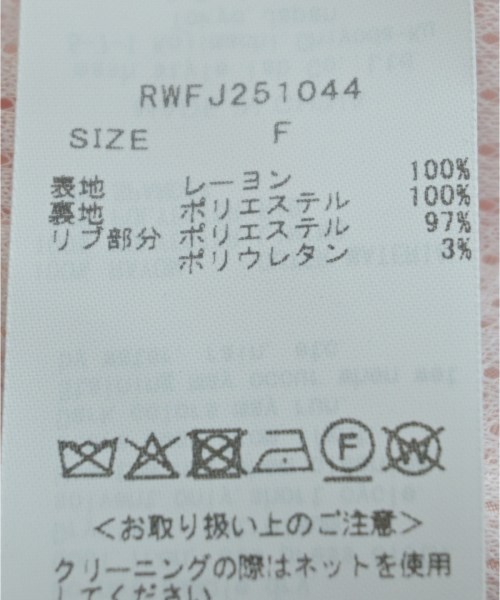 RWFJ251044
SIZE F
表地 レーヨン 100%
裏地 ポリエステル 100%
リブ部分 ポリエステル 97%
ポリウレタン 3%
F
W
<お取り扱い上のご注意>
クリーニングの際はネットを使用
してください